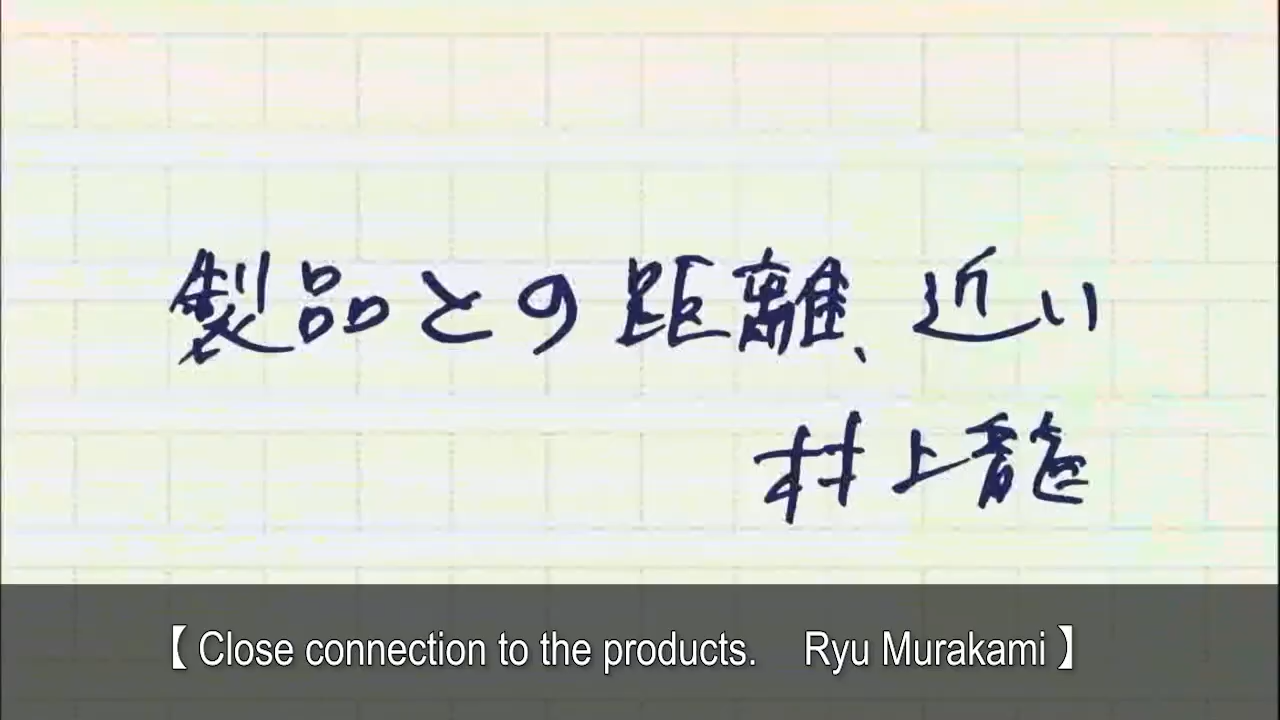 製品との距離、近い
村上龍
【 Close connection to the products.　Ryu Murakami 】